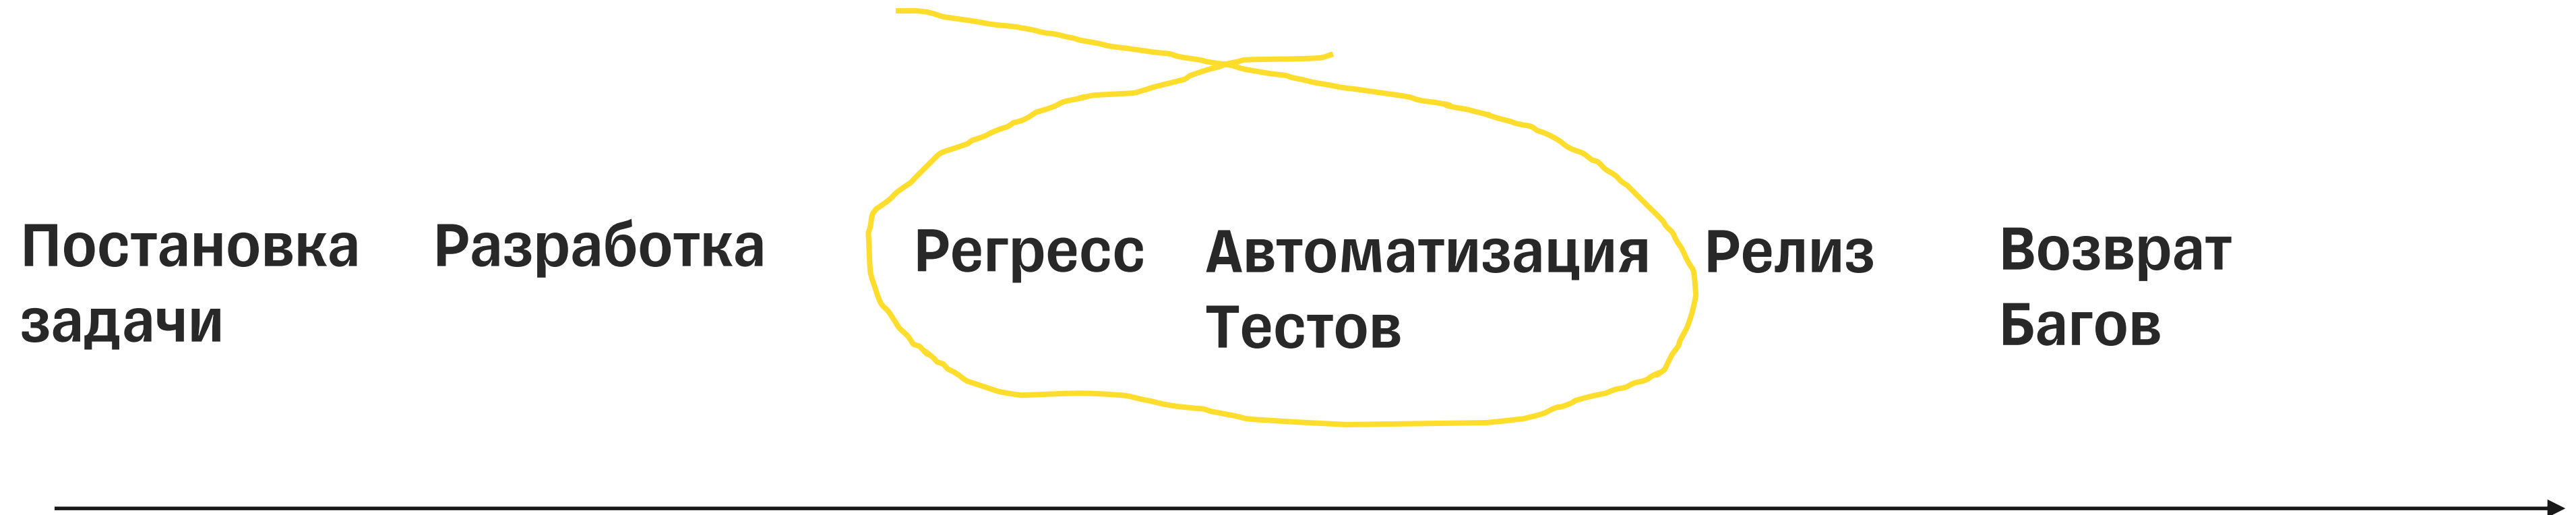 Постановка
задачи
Разработка
Регресс
Автоматизация
Тестов
Релиз
Возврат
Багов